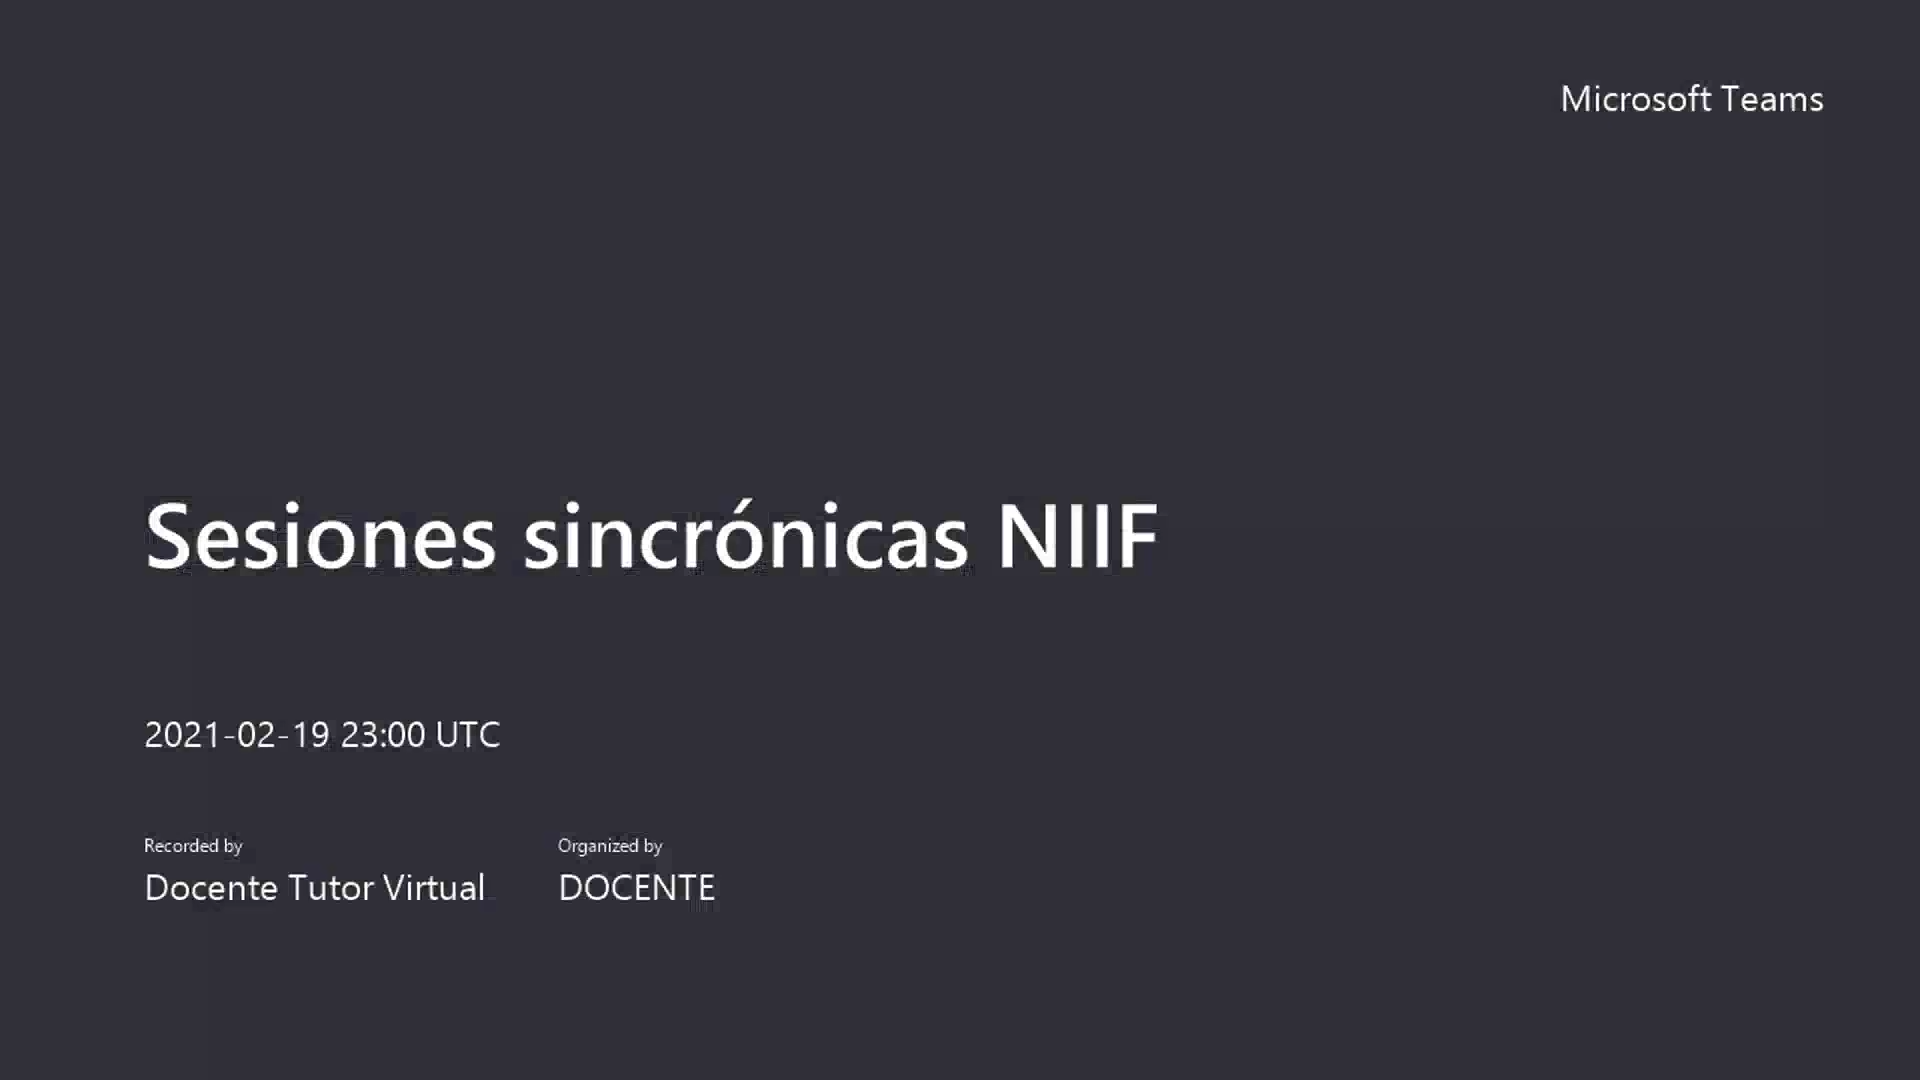 Microsoft Teams
Sesiones sincrónicas NIIF
2021-02-19 23:00 UTC
Recorded by
Docente Tutor Virtual
Organized by
DOCENTE